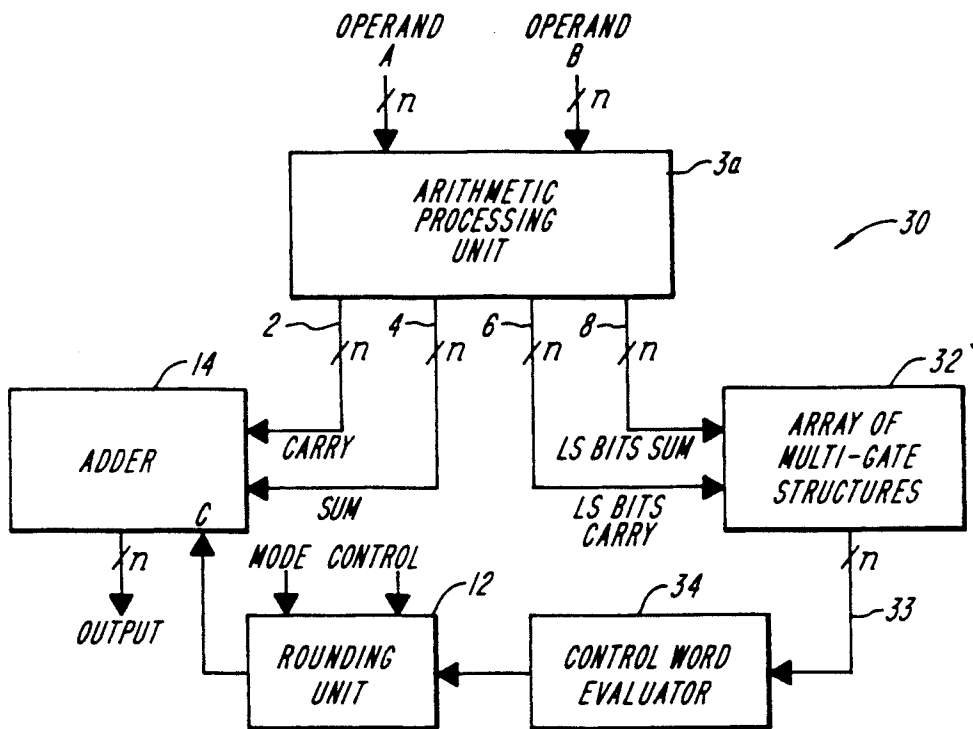 OPERAND A
OPERAND B
n
n
3a
ARITHMETIC
PROCESSING
UNIT
30
2
4
6
8
n
n
n
n
14
32
ADDER
C
CARRY
SUM
LS BITS SUM
LS BITS
CARRY
ARRAY OF
MULTI-GATE
STRUCTURES
n
MODE CONTROL
12
34
n
33
OUTPUT
ROUNDING
UNIT
CONTROL WORD
EVALUATOR